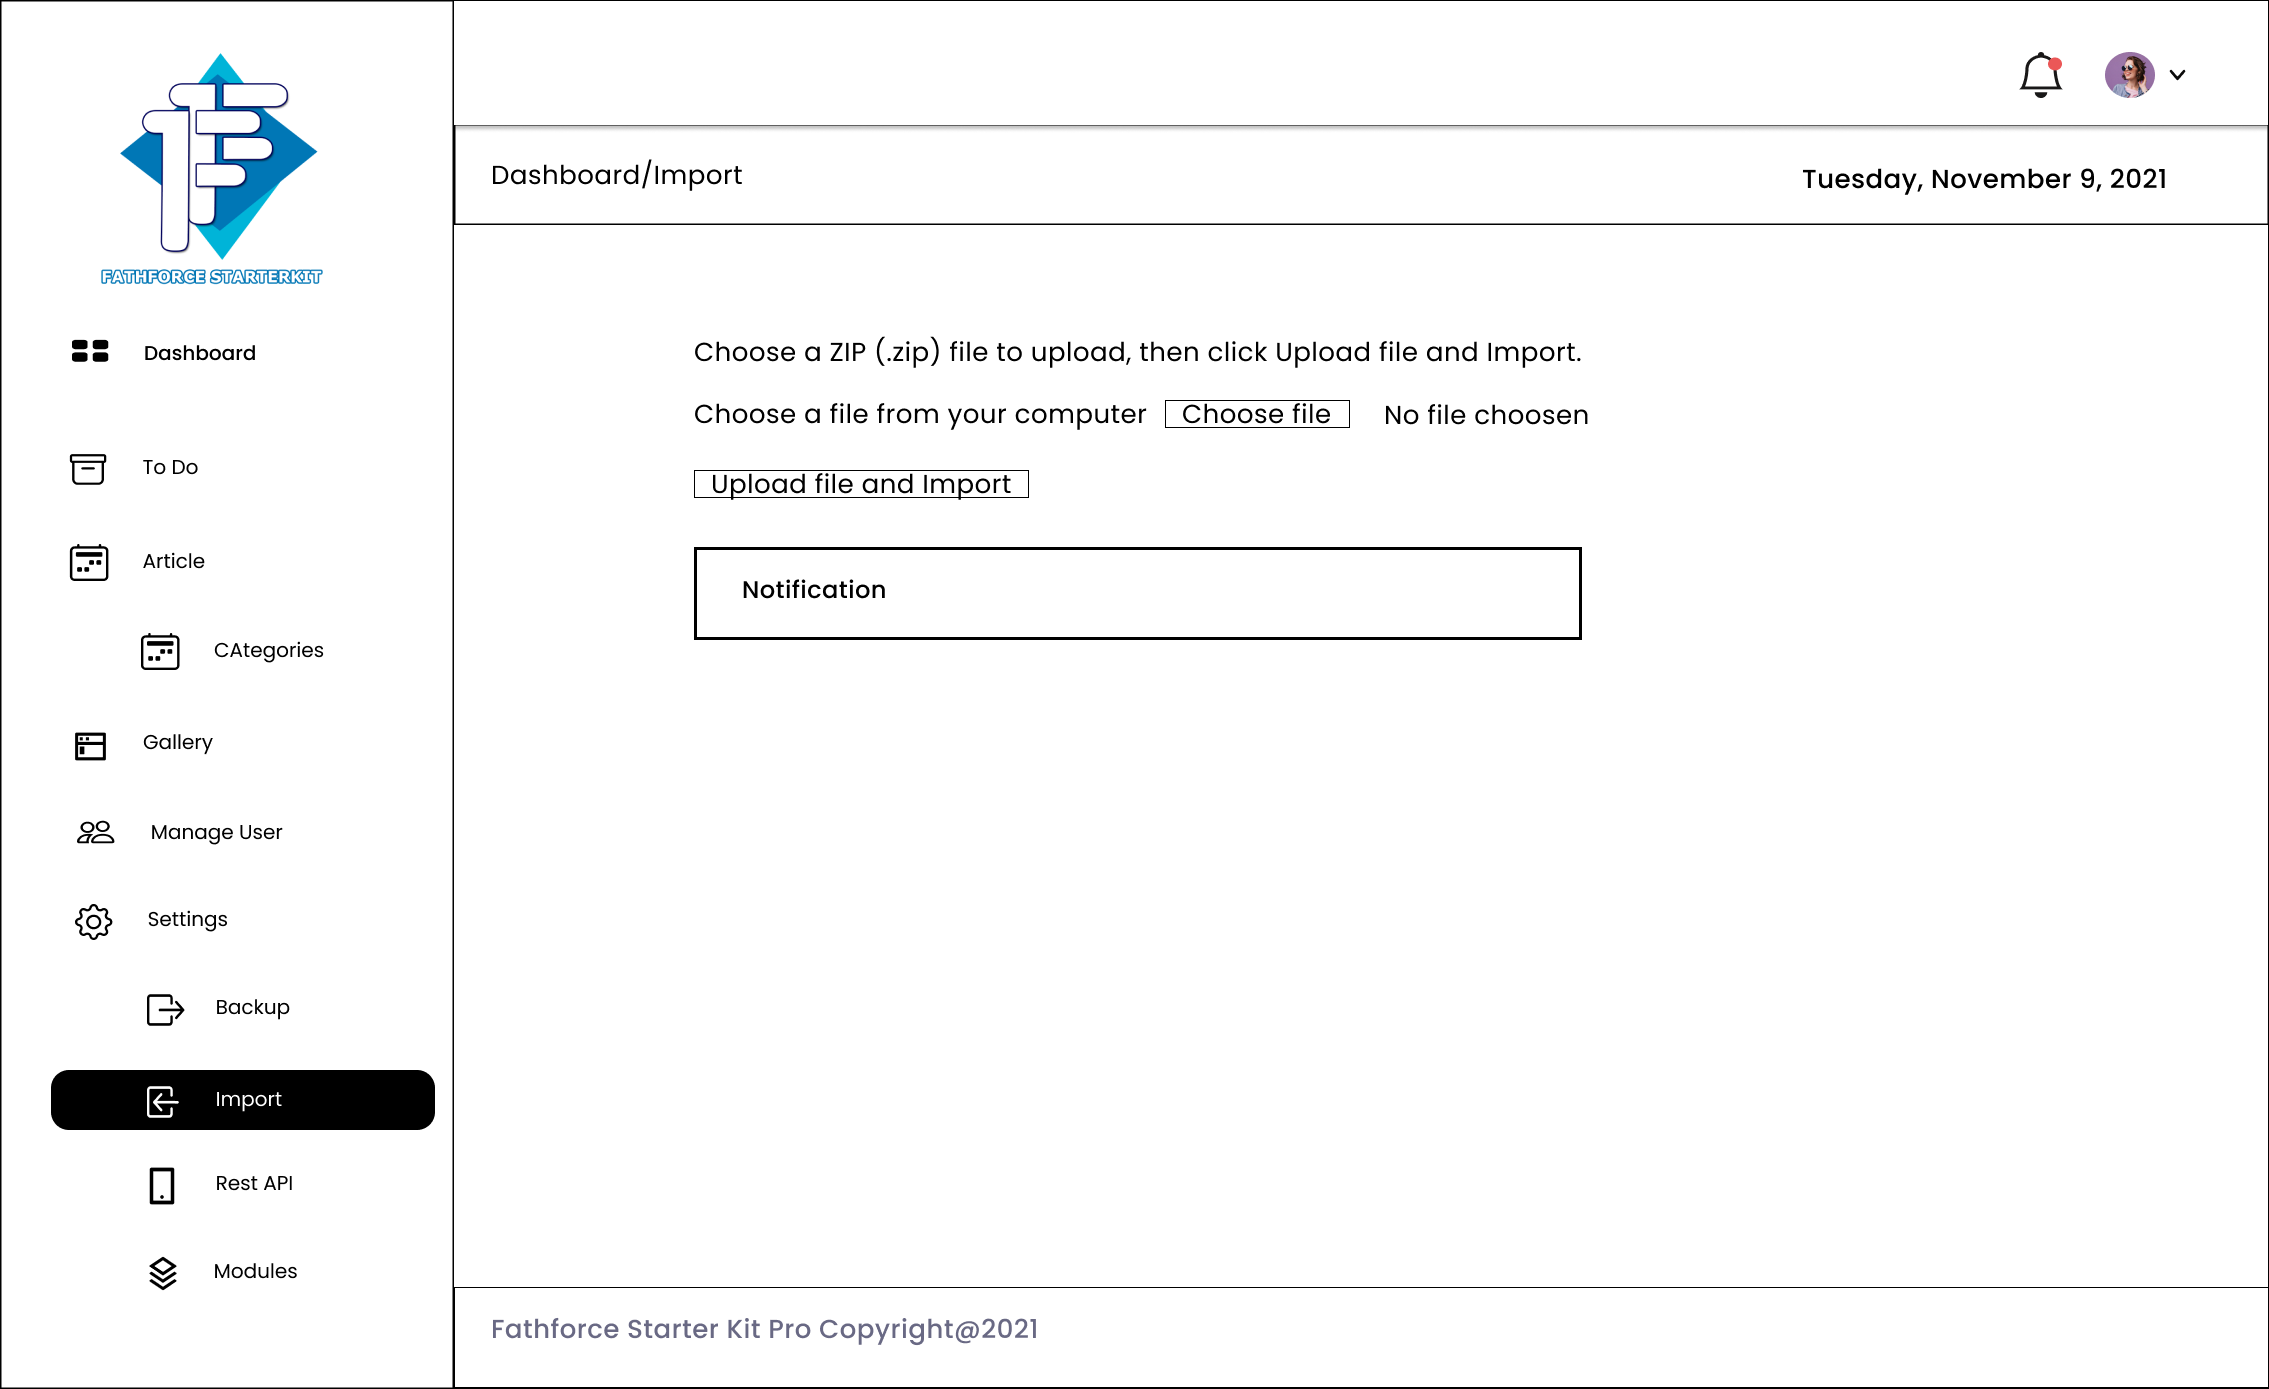 FATHFORCE STARTERKIT
Dashboard
To Do
Article
CAtegories
Gallery
Manage User
Settings
Backup
Import
Rest API
Modules
Dashboard/Import
Tuesday, November 9, 2021
Choose a ZIP (.zip) file to upload, then click Upload file and Import.
Choose a file from your computer Choose file No file choosen
Upload file and Import
Notification
Fathforce Starter Kit Pro Copyright@2021